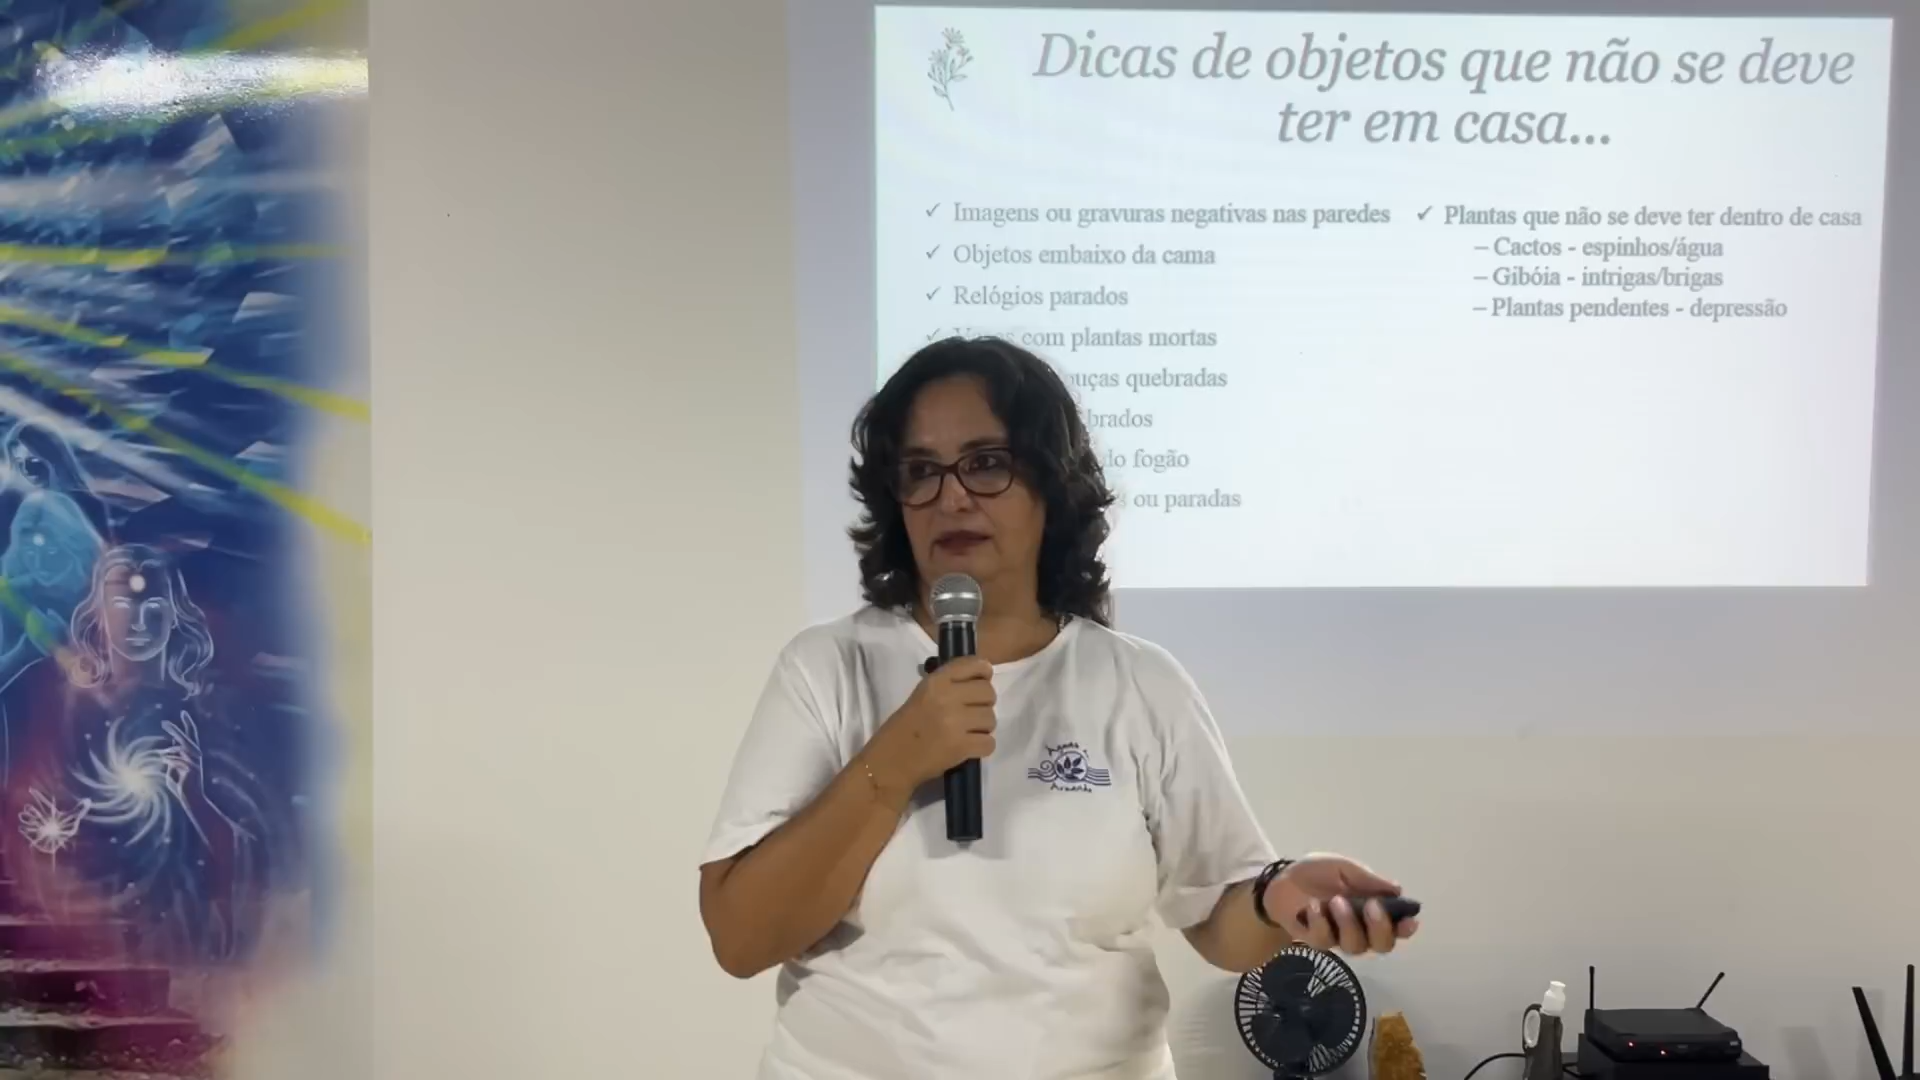 Dicas de objetos que não se deve
ter em casa...
✓ Imagens ou gravuras negativas nas paredes
✓ Objetos embaixo da cama
✓ Relógios parados
✓ com plantas mortas
ouças quebradas
brados
do fogão
ou paradas
✓ Plantas que não se deve ter dentro de casa
– Cactos - espinhos/água
– Gibóia - intrigas/brigas
– Plantas pendentes - depressão